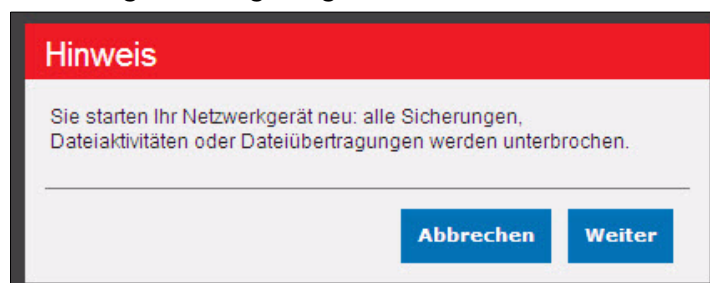 Hinweis
Sie starten Ihr Netzwerkgerät neu: alle Sicherungen,
Dateiaktivitäten oder Dateiübertragungen werden unterbrochen.
Abbrechen Weiter